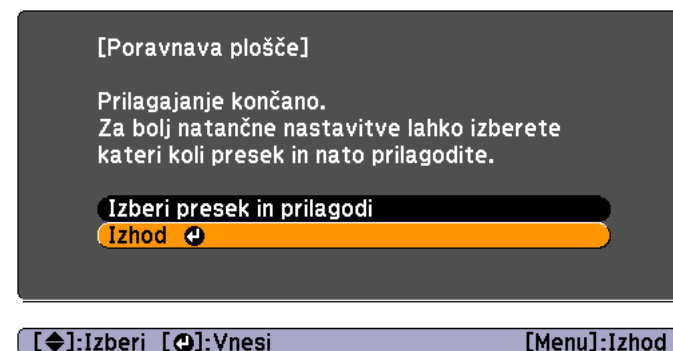 [Poravnava plošče]
Prilagajanje končano.
Za bolj natančne nastavitve lahko izberete
kateri koli presek in nato prilagodite.
Izberi presek in prilagodi
Izhod
[◆]:Izberi [⏎]:Vnesi [Menu]:Izhod